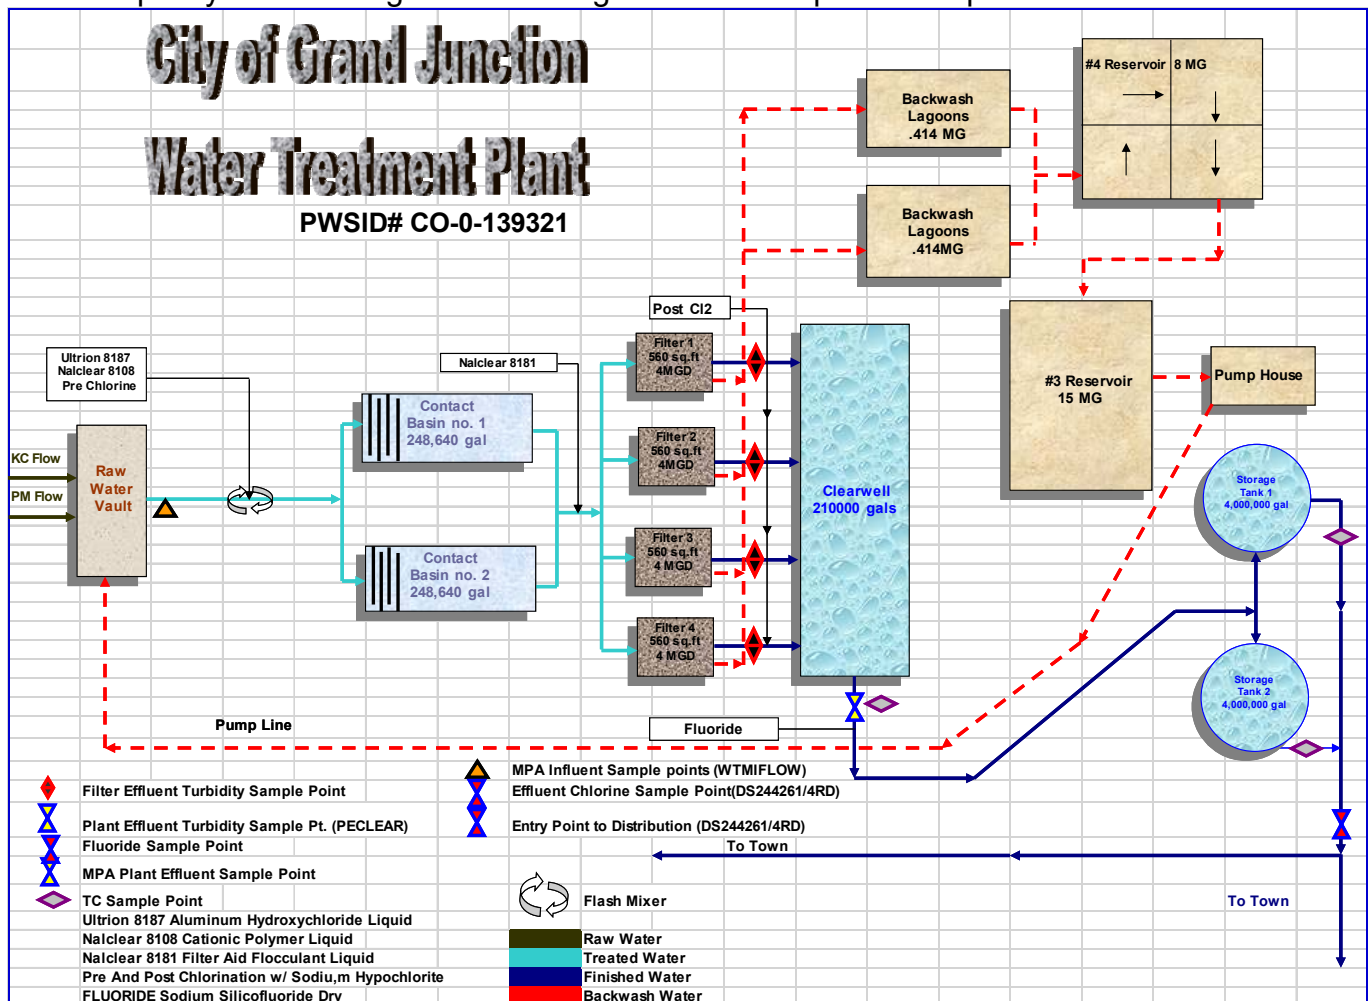 City of Grand Junction
Water Treatment Plant
PWSID# CO-0-139321
Backwash
Lagoons
.414 MG
#4 Reservoir 8 MG
Backwash
Lagoons
.414MG
Post Cl2
Ultrion 8187
Nalclear 8108
Pre Chlorine
Nalclear 8181
Filter 1
560 sq.ft
4MGD
#3 Reservoir
15 MG
Pump House
Contact
Basin no. 1
248,640 gal
Filter 2
560 sq.ft
4MGD
KC Flow
PM Flow
Raw
Water
Vault
Clearwell
210000 gals
Storage
Tank 1
4,000,000 gal
Filter 3
560 sq.ft
4 MGD
Contact
Basin no. 2
248,640 gal
Filter 4
560 sq.ft
4 MGD
Storage
Tank 2
4,000,000 gal
Pump Line
Fluoride
MPA Influent Sample points (WTMIFLOW)
Filter Effluent Turbidity Sample Point
Effluent Chlorine Sample Point(DS244261/4RD)
Plant Effluent Turbidity Sample Pt. (PECLEAR)
Entry Point to Distribution (DS244261/4RD)
Fluoride Sample Point
To Town
MPA Plant Effluent Sample Point
TC Sample Point
Flash Mixer
To Town
Ultrion 8187 Aluminum Hydroxychloride Liquid
Nalclear 8108 Cationic Polymer Liquid
Raw Water
Nalclear 8181 Filter Aid Flocculant Liquid
Treated Water
Pre And Post Chlorination w/ Sodiu,m Hypochlorite
Finished Water
FLUORIDE Sodium Silicofluoride Dry
Backwash Water